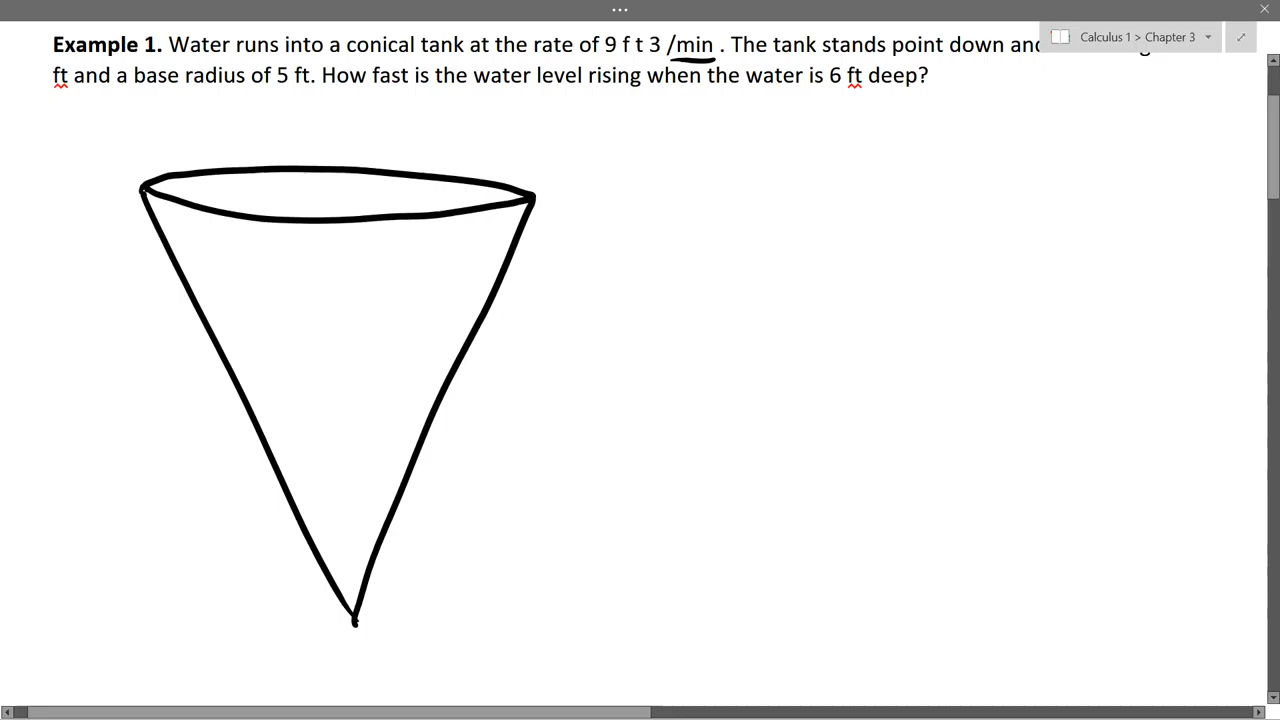 Example 1. Water runs into a conical tank at the rate of 9 f t 3 /min . The tank stands point down and
Calculus 1 > Chapter 3
ft and a base radius of 5 ft. How fast is the water level rising when the water is 6 ft deep?